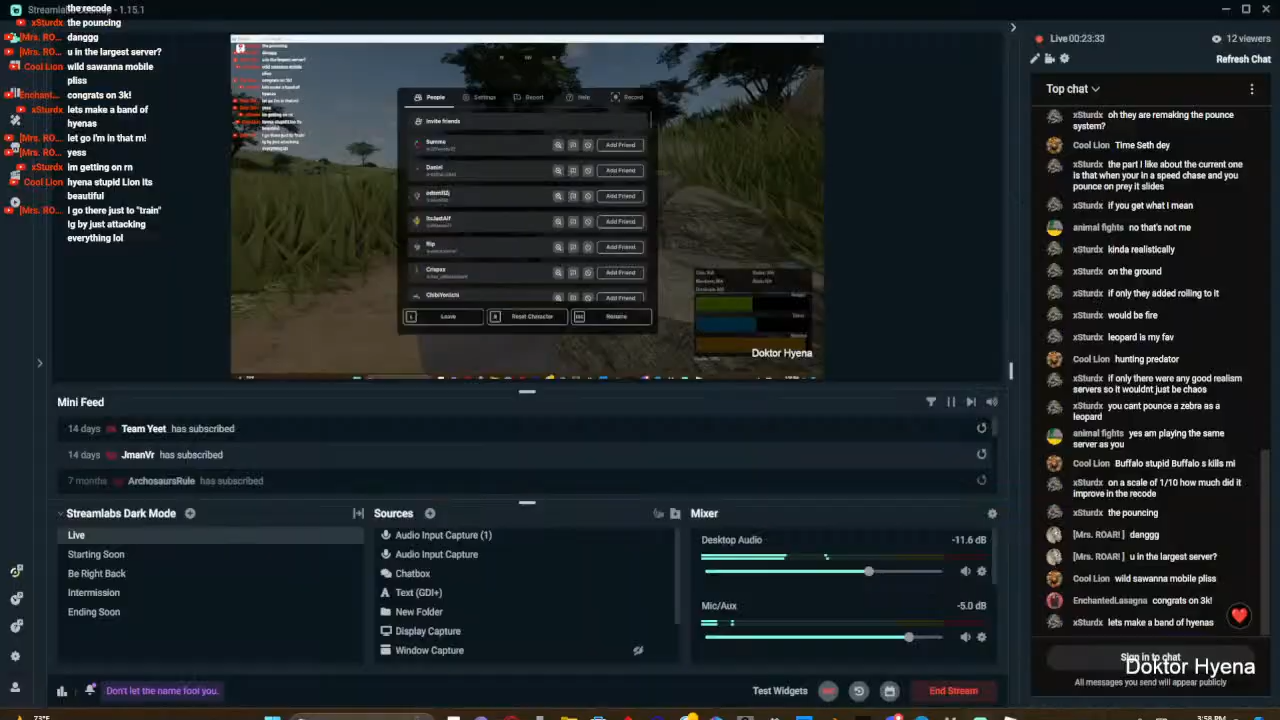 Streamlabs Desktop - 1.15.1
the recode
xSturdx the pouncing
[Mrs. RO... danggg
[Mrs. RO... u in the largest server?
Cool Lion wild sawanna mobile
pliss
Enchant... congrats on 3k!
xSturdx lets make a band of
hyenas
[Mrs. RO... let go i'm in that rn!
[Mrs. RO... yess
xSturdx im getting on rn
Cool Lion hyena stupid Lion its
beautiful
[Mrs. RO... i go there just to "train"
lg by just attacking
everything lol
People Settings Report Help Record
Invite friends
Summo Add Friend
Daniel Add Friend
Add Friend
ItsJustAlf Add Friend
Add Friend
Crispaz Add Friend
Add Friend
L Leave R Reset Character ESC Resume
Doktor Hyena
Mini Feed
14 days Team Yeet has subscribed
14 days JmanVr has subscribed
7 months ArchosaursRule has subscribed
Streamlabs Dark Mode
Live
Starting Soon
Be Right Back
Intermission
Ending Soon
Sources
Audio Input Capture (1)
Audio Input Capture
Chatbox
Text (GDI+)
New Folder
Display Capture
Window Capture
Mixer
Desktop Audio -11.6 dB
Mic/Aux -5.0 dB
Don't let the name fool you.
Test Widgets
End Stream
Live 00:23:33 12 viewers
Refresh Chat
Top chat
xSturdx oh they are remaking the pounce
system?
Cool Lion Time seth dey
xSturdx the part I like about the current one
is that when your in a speed chase and you
pounce on prey it slides
xSturdx if you get what i mean
animal fights no that's not me
xSturdx kinda realistically
xSturdx on the ground
xSturdx if only they added rolling to it
xSturdx would be fire
xSturdx leopard is my fav
Cool Lion hunting predator
xSturdx if only there were any good realism
servers so it wouldnt just be chaos
xSturdx you cant pounce a zebra as a
leopard
animal fights yes am playing the same
server as you
Cool Lion Buffalo stupid Buffalo s kills mi
xSturdx on a scale of 1/10 how much did it
improve in the recode
xSturdx the pouncing
[Mrs. ROAR! ] danggg
[Mrs. ROAR! ] u in the largest server?
Cool Lion wild sawanna mobile pliss
EnchantedLasagna congrats on 3k!
xSturdx lets make a band of hyenas
Sign in to chat
Doktor Hyena
All messages you send will appear publicly
73°F
3:58 PM